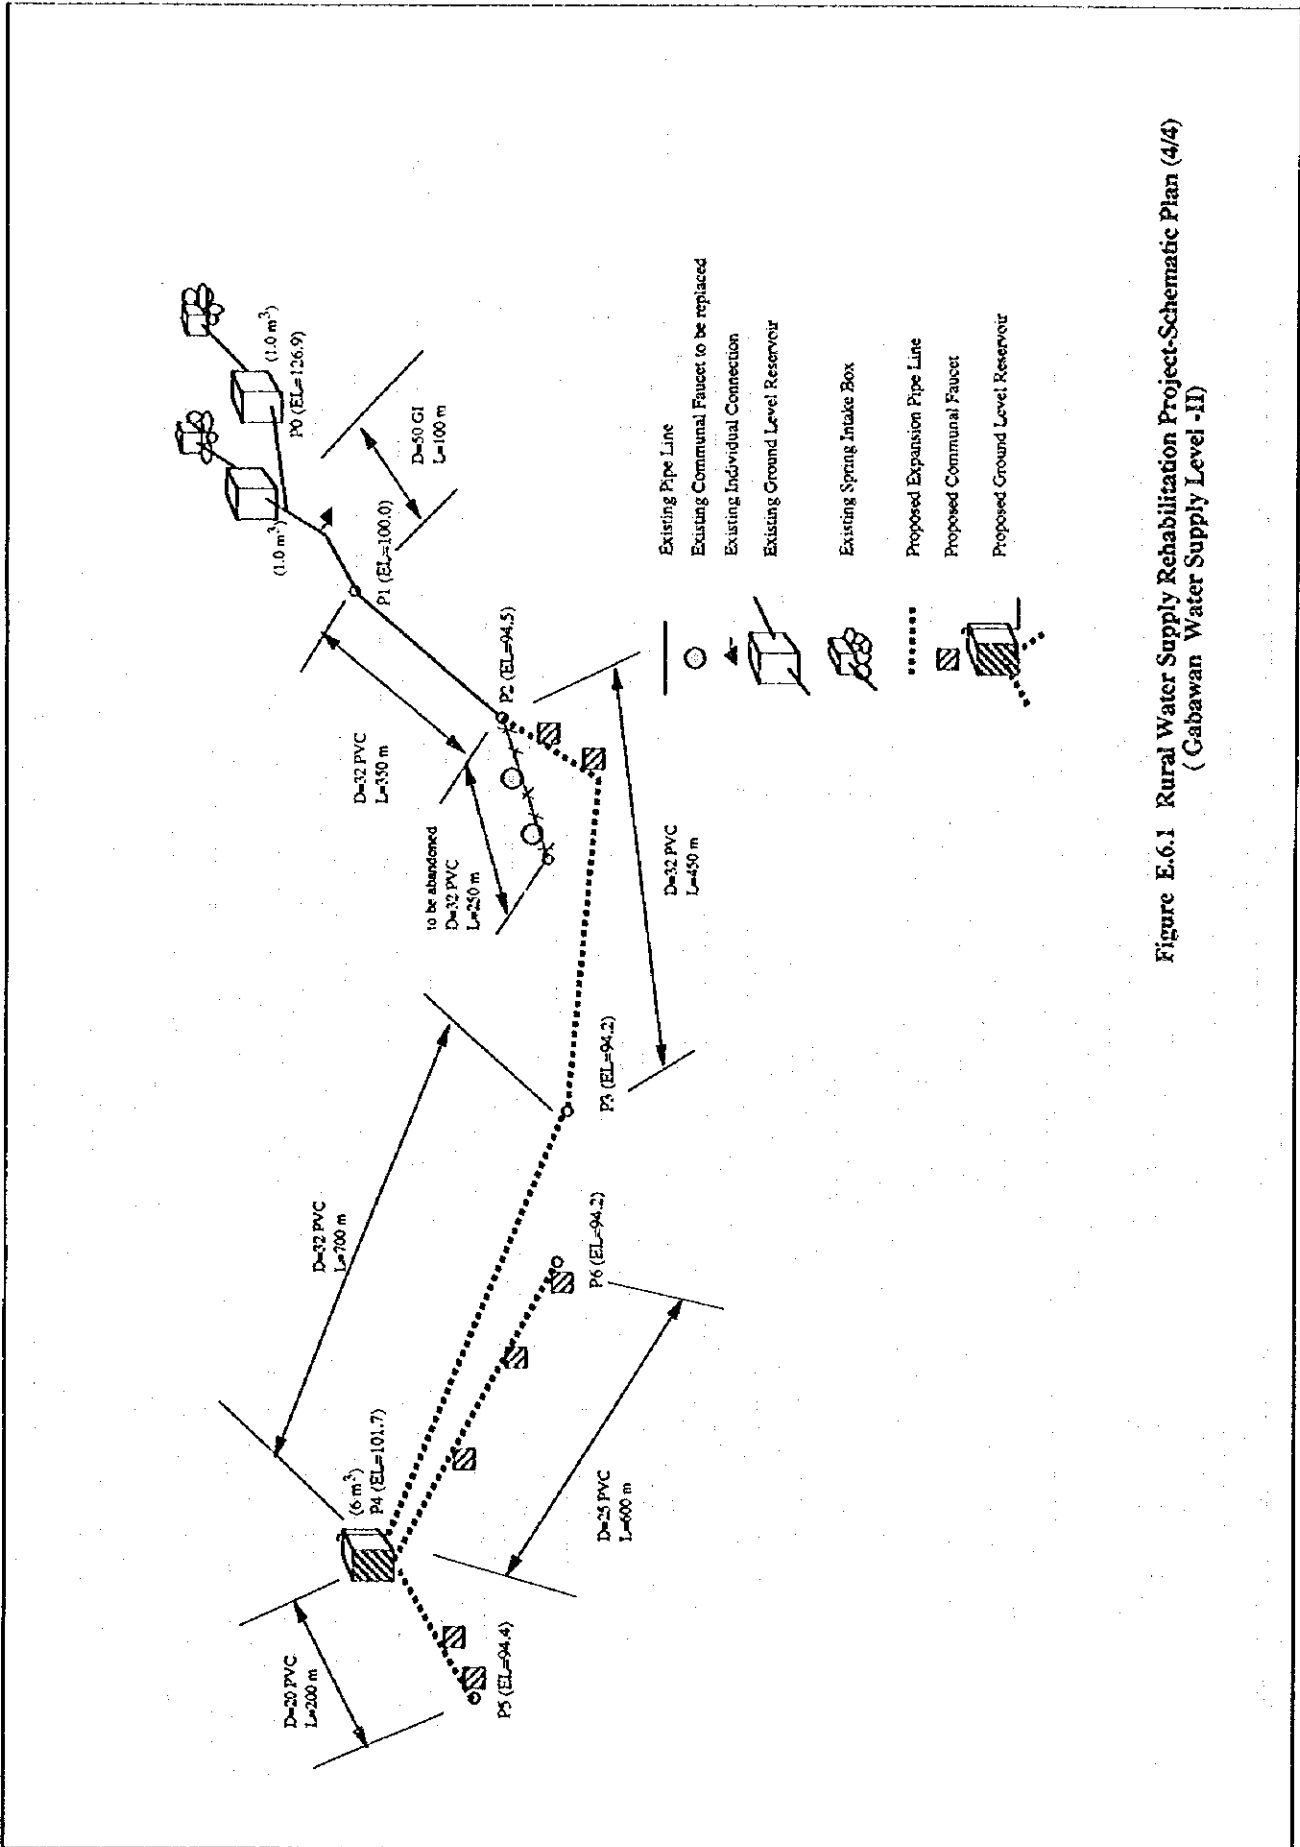 D=20 PVC
L=200 m
P5 (EL=94.4)
(6 m³)
P4 (EL=101.7)
D=25 PVC
L=600 m
P6 (EL=94.2)
D=32 PVC
L=700 m
P3 (EL=94.2)
D=32 PVC
L=450 m
to be abandoned
D=32 PVC
L=250 m
D=32 PVC
L=350 m
P2 (EL=94.5)
P1 (EL=100.0)
(1.0 m³)
(1.0 m³)
P0 (EL=126.9)
D=50 GI
L=100 m
Existing Pipe Line
Existing Communal Faucet to be replaced
Existing Individual Connection
Existing Ground Level Reservoir
Existing Spring Intake Box
Proposed Expansion Pipe Line
Proposed Communal Faucet
Proposed Ground Level Reservoir
Figure E.6.1 Rural Water Supply Rehabilitation Project-Schematic Plan (4/4)
( Gabawan Water Supply Level -II)